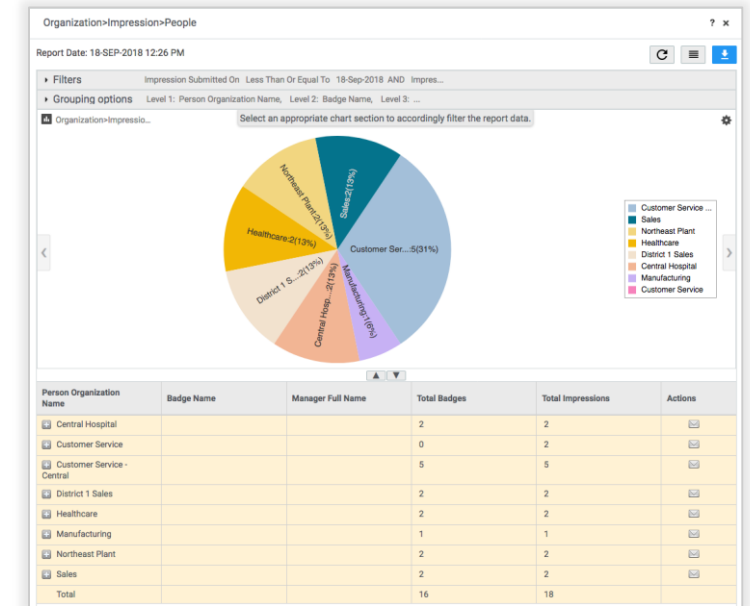 Organization>Impression>People
? ×
Report Date: 18-SEP-2018 12:26 PM
Filters Impression Submitted On Less Than Or Equal To 18-Sep-2018 AND Impres...
Grouping options Level 1: Person Organization Name, Level 2: Badge Name, Level 3: ...
Organization>Impressio...
Select an appropriate chart section to accordingly filter the report data.
Northeast Plant:2(13%)
Sales:2(13%)
Healthcare:2(13%)
Customer Ser...:5(31%)
District 1 S...:2(13%)
Central Hosp...:2(13%)
Manufacturing:1(6%)
Customer Service ...
Sales
Northeast Plant
Healthcare
District 1 Sales
Central Hospital
Manufacturing
Customer Service
Person Organization Name Badge Name Manager Full Name Total Badges Total Impressions Actions
Central Hospital 2 2
Customer Service 0 2
Customer Service - Central 5 5
District 1 Sales 2 2
Healthcare 2 2
Manufacturing 1 1
Northeast Plant 2 2
Sales 2 2
Total 16 18